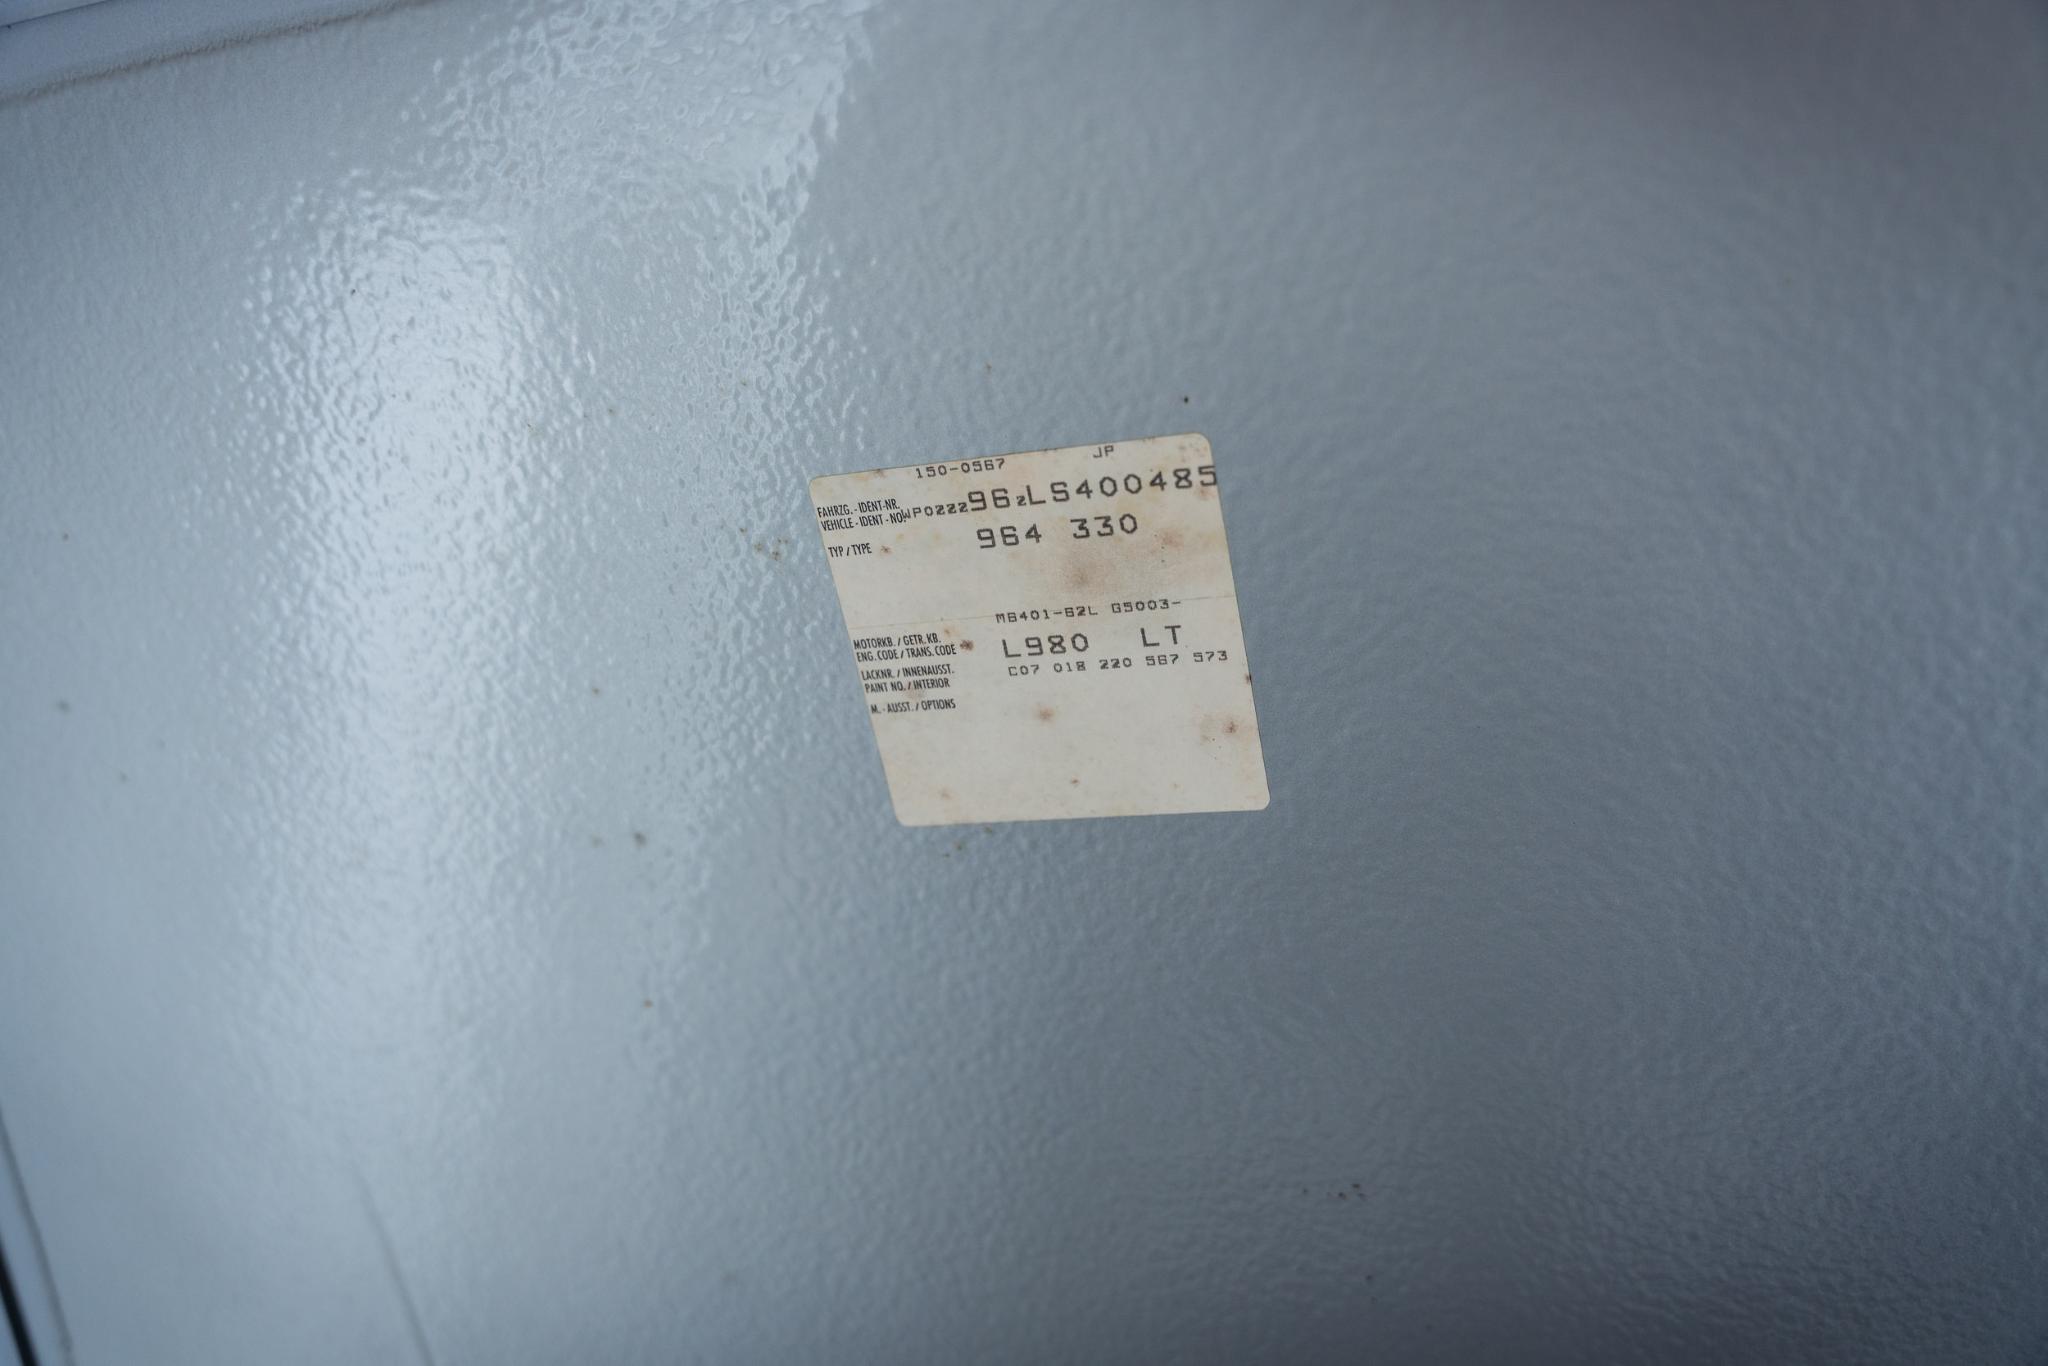 150-0567 JP
FAHRZG.-IDENT-NR. WP0ZZZ96ZLS400485
VEHICLE-IDENT-NO.
TYP/TYPE 964 330
MOTORKB./GETR.KB. M6401-62L G5003-
ENG.CODE/TRANS.CODE
LACKNR./INNENAUSST. L980 LT
PAINT NO./INTERIOR
M.-AUSST./OPTIONS C07 018 220 567 573